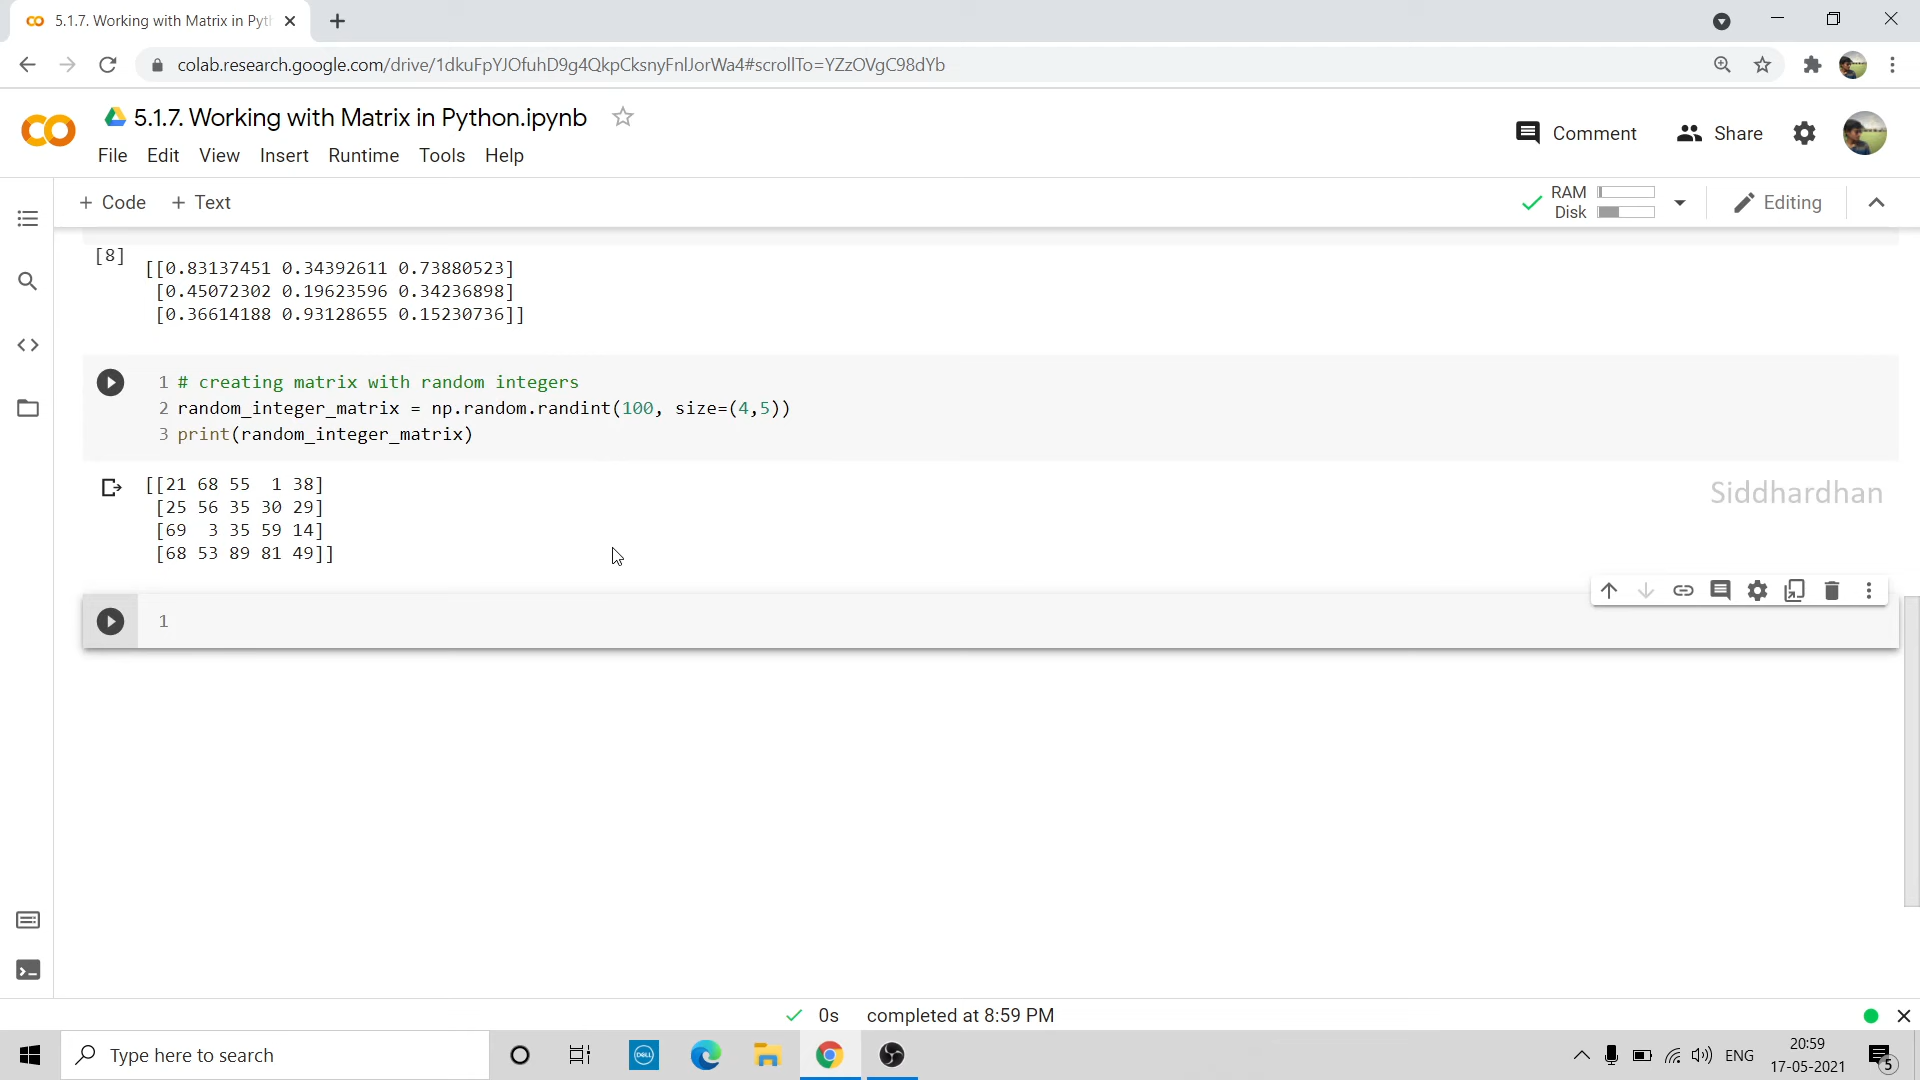 5.1.7. Working with Matrix in Pyth
colab.research.google.com/drive/1dkuFpYJOfuhD9g4QkpCksnyFnlJorWa4#scrollTo=YZzOVgC98dYb
5.1.7. Working with Matrix in Python.ipynb
File Edit View Insert Runtime Tools Help
Comment Share
+ Code + Text
RAM
Disk
Editing
[8]
[[0.83137451 0.34392611 0.73880523]
[0.45072302 0.19623596 0.34236898]
[0.36614188 0.93128655 0.15230736]]
1 # creating matrix with random integers
2 random_integer_matrix = np.random.randint(100, size=(4,5))
3 print(random_integer_matrix)
[[21 68 55 1 38]
[25 56 35 30 29]
[69 3 35 59 14]
[68 53 89 81 49]]
Siddhardhan
1
0s completed at 8:59 PM
Type here to search
DELL
ENG
20:59
17-05-2021
5